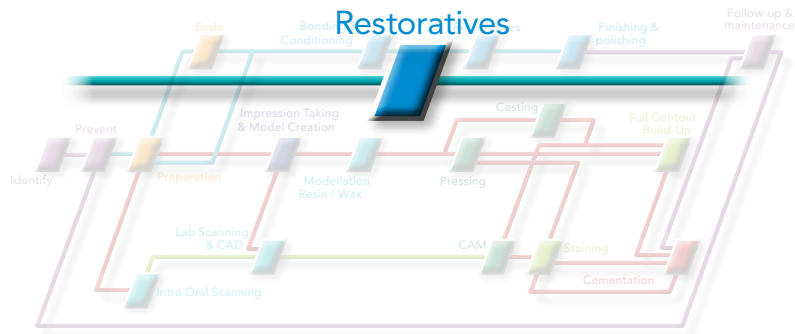 Restoratives
Endo
Bonding
Conditioning
Finishing &
polishing
Follow-up &
maintenance
Impression Taking
& Model Creation
Casting
Full Contour
Build-Up
Prevent
Identify
Preparation
Modellation
Resin / Wax
Pressing
Lab Scanning
& CAD
CAM
Staining
Cementation
Intra Oral Scanning